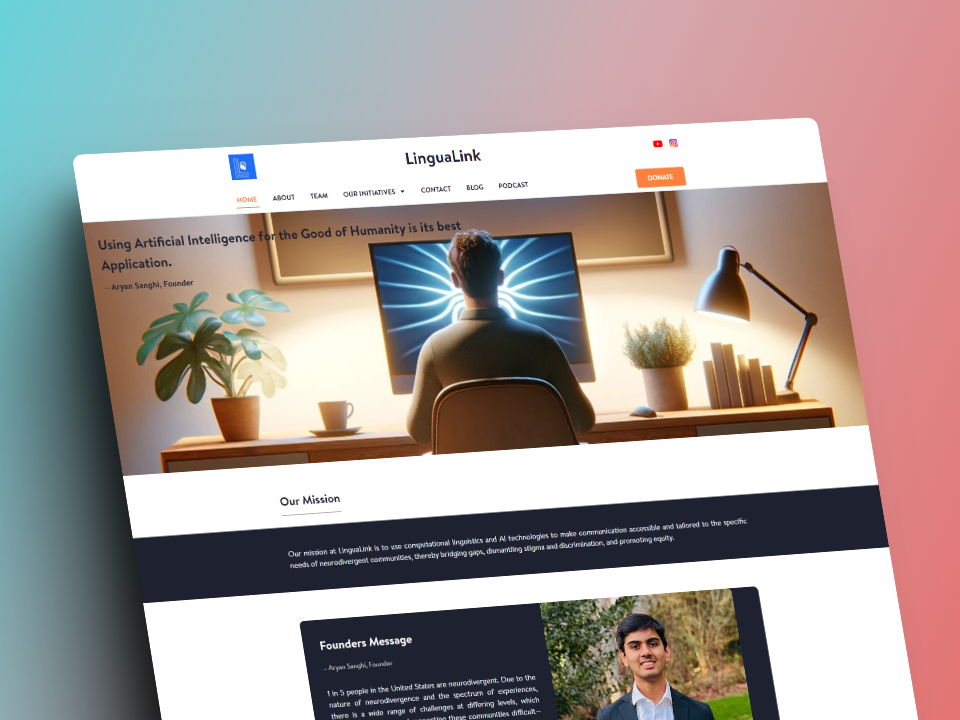 LinguaLink
HOME ABOUT TEAM OUR INITIATIVES CONTACT BLOG PODCAST DONATE
Using Artificial Intelligence for the Good of Humanity is its best
Application.
- Aryan Sanghi, Founder
Our Mission
Our mission at LinguaLink is to use computational linguistics and AI technologies to make communication accessible and tailored to the specific
needs of neurodivergent communities, thereby bridging gaps, dismantling stigma and discrimination, and promoting equity.
Founders Message
- Aryan Sanghi, Founder
1 in 5 people in the United States are neurodivergent. Due to the
nature of neurodivergence and the spectrum of experiences,
there is a wide range of challenges at differing levels, which
these communities difficult—